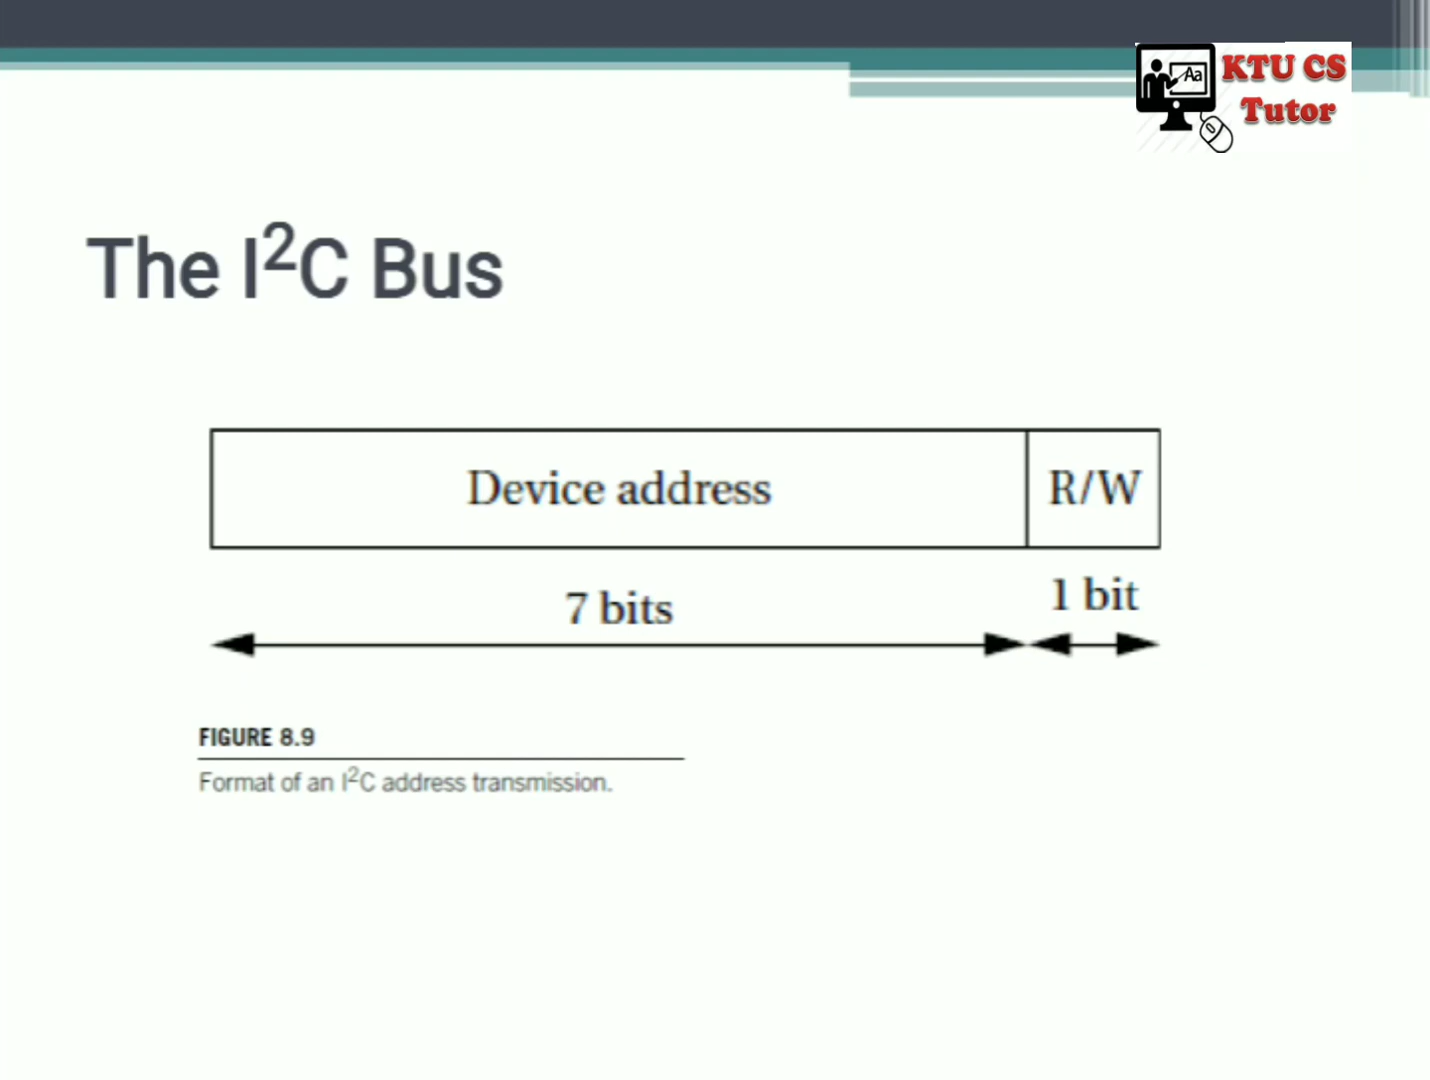 Aa
KTU CS
Tutor
The I²C Bus
Device address R/W
7 bits 1 bit
FIGURE 8.9
Format of an I²C address transmission.